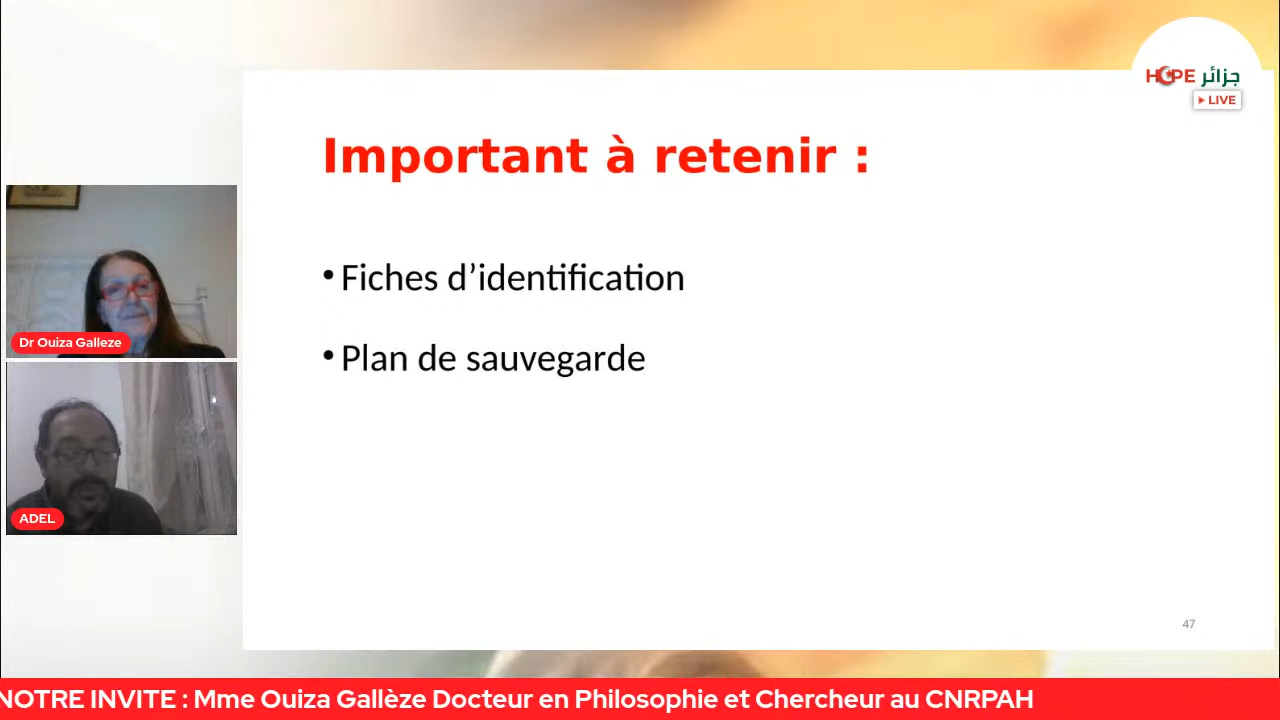 HOPE جزائر
LIVE
Important à retenir :
• Fiches d’identification
• Plan de sauvegarde
Dr Ouiza Galleze
ADEL
47
NOTRE INVITE : Mme Ouiza Gallèze Docteur en Philosophie et Chercheur au CNRPAH